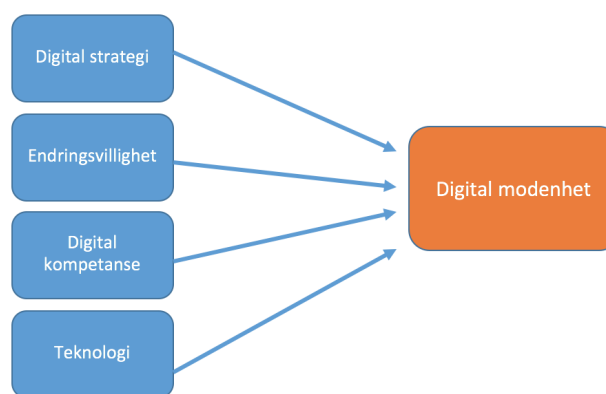 Digital strategi
Endringsvillighet
Digital modenhet
Digital
kompetanse
Teknologi